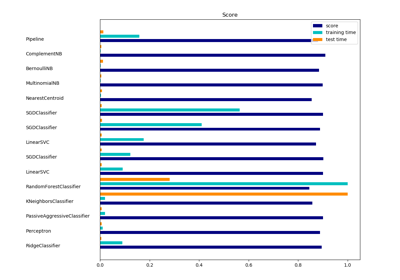 Score
score
training time
test time
Pipeline
ComplementNB
BernoulliNB
MultinomialNB
NearestCentroid
SGDClassifier
SGDClassifier
LinearSVC
SGDClassifier
LinearSVC
RandomForestClassifier
KNeighborsClassifier
PassiveAggressiveClassifier
Perceptron
RidgeClassifier
0.0 0.2 0.4 0.6 0.8 1.0